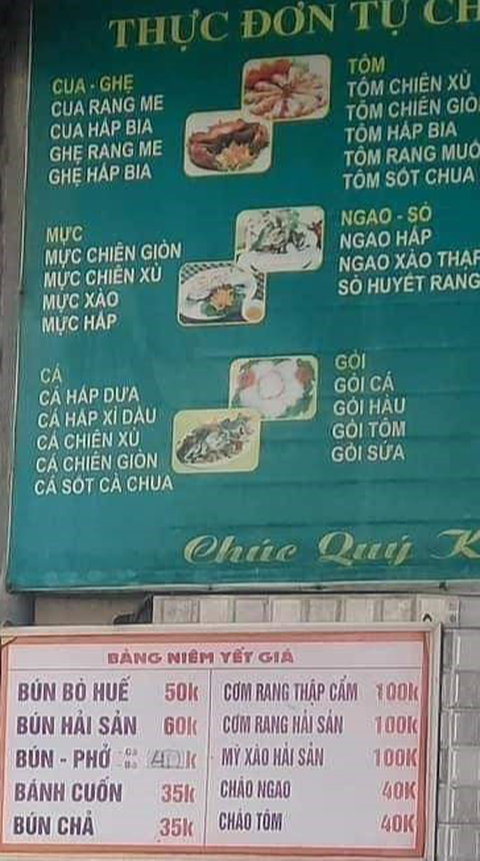 THỰC ĐƠN TỰ CH
CUA - GHẸ
CUA RANG ME
CUA HẤP BIA
GHẸ RANG ME
GHẸ HẤP BIA
TÔM
TÔM CHIÊN XÙ
TÔM CHIÊN GIÒ
TÔM HẤP BIA
TÔM RANG MUỐ
TÔM SỐT CHUA
MỰC
MỰC CHIÊN GIÒN
MỰC CHIÊN XÙ
MỰC XÀO
MỰC HẤP
NGAO - SÒ
NGAO HẤP
NGAO XÀO THẬP
SÒ HUYẾT RANG
CÁ
CÁ HẤP DƯA
CÁ HẤP XÌ DẦU
CÁ CHIÊN XÙ
CÁ CHIÊN GIÒN
CÁ SỐT CÀ CHUA
GỎI
GỎI CÁ
GỎI HÀU
GỎI TÔM
GỎI SỨA
Chúc Quý K
BẢNG NIÊM YẾT GIÁ
BÚN BÒ HUẾ 50k
BÚN HẢI SẢN 60k
BÚN - PHỞ 40k
BÁNH CUỐN 35k
BÚN CHẢ 35k
CƠM RANG THẬP CẨM 100k
CƠM RANG HẢI SẢN 100k
MỲ XÀO HẢI SẢN 100K
CHÁO NGAO 40K
CHÁO TÔM 40K